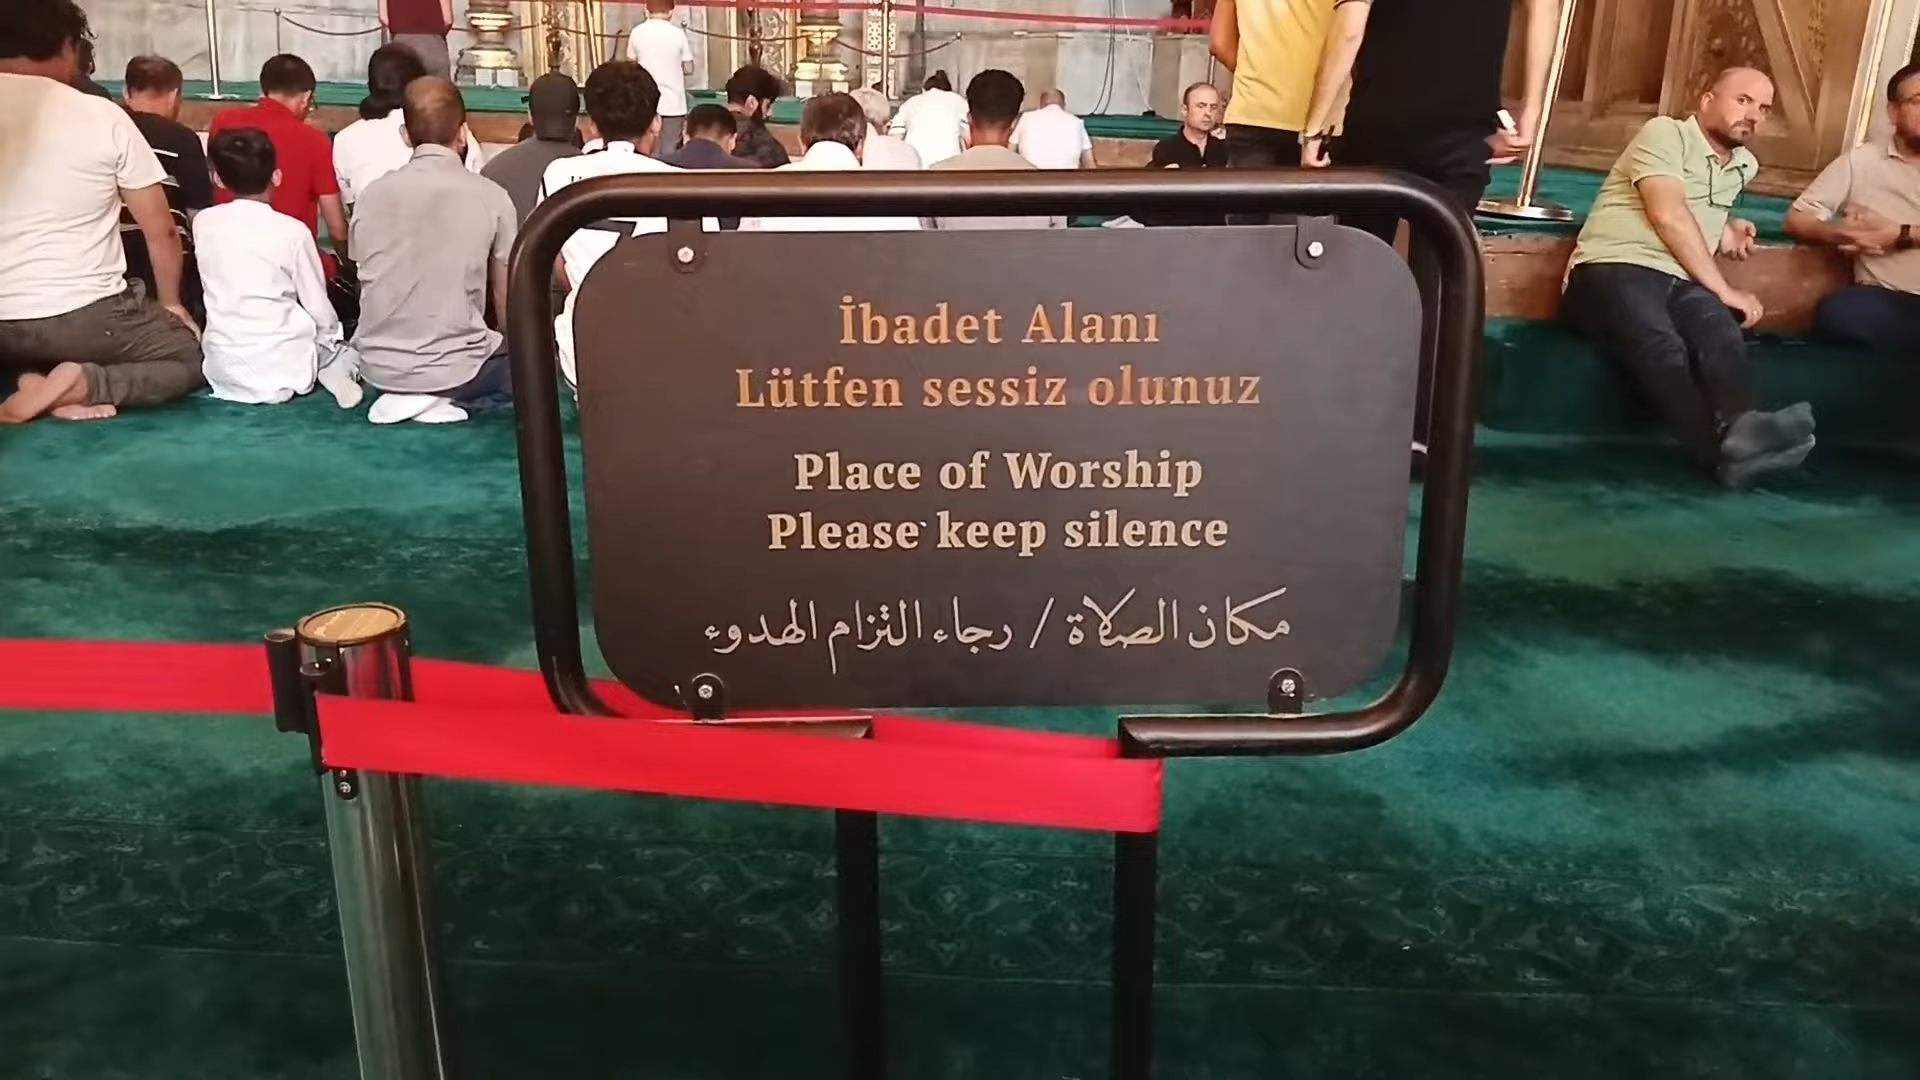 İbadet Alanı
Lütfen sessiz olunuz
Place of Worship
Please keep silence
مكان الصلاة / رجاء التزام الهدوء